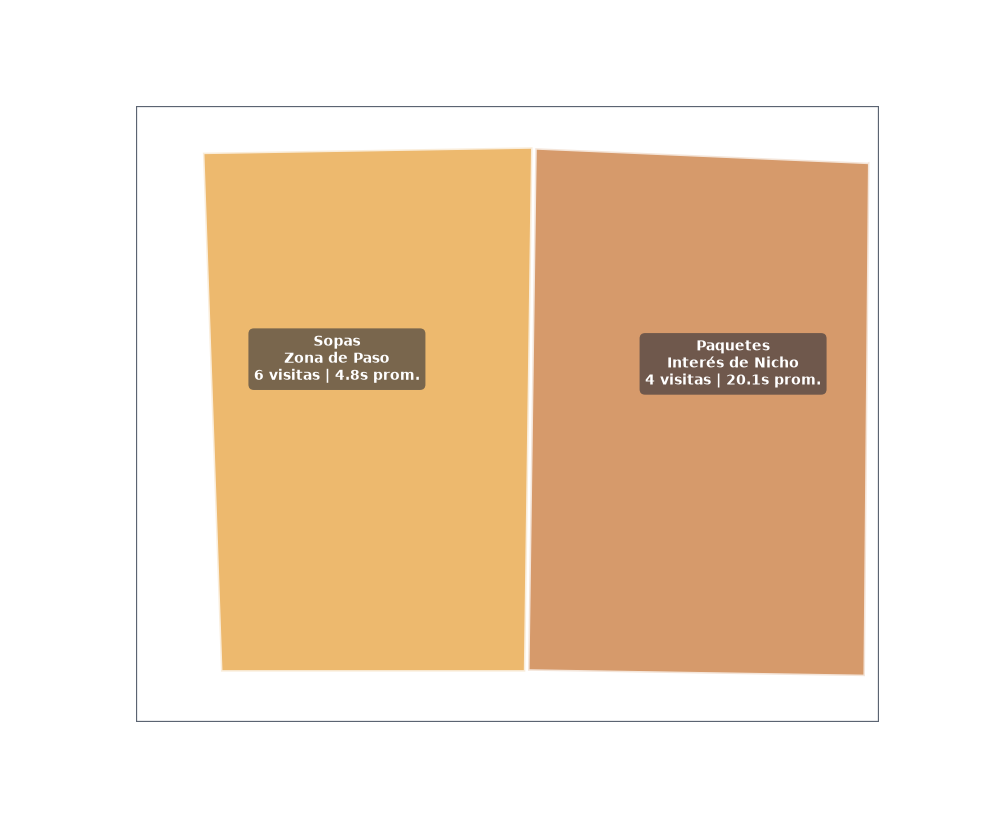 Sopas
Zona de Paso
6 visitas | 4.8s prom.
Paquetes
Interés de Nicho
4 visitas | 20.1s prom.